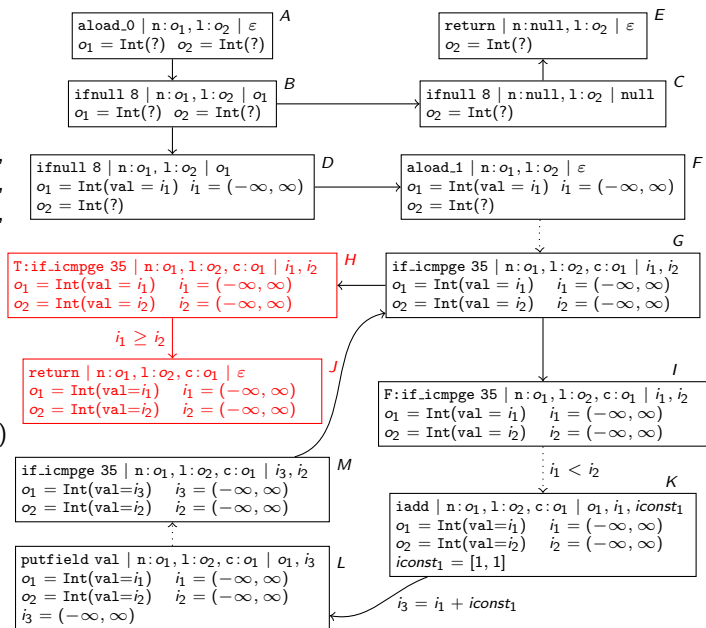 A
aload_0 | n:o₁, l:o₂ | ε
o₁ = Int(?) o₂ = Int(?)
E
return | n:null, l:o₂ | ε
o₂ = Int(?)
B
ifnull 8 | n:o₁, l:o₂ | o₁
o₁ = Int(?) o₂ = Int(?)
C
ifnull 8 | n:null, l:o₂ | null
o₂ = Int(?)
D
ifnull 8 | n:o₁, l:o₂ | o₁
o₁ = Int(val = i₁) i₁ = (−∞, ∞)
o₂ = Int(?)
F
aload_1 | n:o₁, l:o₂ | ε
o₁ = Int(val = i₁) i₁ = (−∞, ∞)
o₂ = Int(?)
,
,
,
G
if_icmpge 35 | n:o₁, l:o₂, c:o₁ | i₁, i₂
o₁ = Int(val = i₁) i₁ = (−∞, ∞)
o₂ = Int(val = i₂) i₂ = (−∞, ∞)
H
T:if_icmpge 35 | n:o₁, l:o₂, c:o₁ | i₁, i₂
o₁ = Int(val = i₁) i₁ = (−∞, ∞)
o₂ = Int(val = i₂) i₂ = (−∞, ∞)
i₁ ≥ i₂
J
return | n:o₁, l:o₂, c:o₁ | ε
o₁ = Int(val=i₁) i₁ = (−∞, ∞)
o₂ = Int(val=i₂) i₂ = (−∞, ∞)
I
F:if_icmpge 35 | n:o₁, l:o₂, c:o₁ | i₁, i₂
o₁ = Int(val = i₁) i₁ = (−∞, ∞)
o₂ = Int(val = i₂) i₂ = (−∞, ∞)
)
i₁ < i₂
M
if_icmpge 35 | n:o₁, l:o₂, c:o₁ | i₃, i₂
o₁ = Int(val=i₃) i₃ = (−∞, ∞)
o₂ = Int(val=i₂) i₂ = (−∞, ∞)
K
iadd | n:o₁, l:o₂, c:o₁ | o₁, i₁, iconst₁
o₁ = Int(val=i₁) i₁ = (−∞, ∞)
o₂ = Int(val=i₂) i₂ = (−∞, ∞)
iconst₁ = [1, 1]
L
putfield val | n:o₁, l:o₂, c:o₁ | o₁, i₃
o₁ = Int(val=i₁) i₁ = (−∞, ∞)
o₂ = Int(val=i₂) i₂ = (−∞, ∞)
i₃ = (−∞, ∞)
i₃ = i₁ + iconst₁